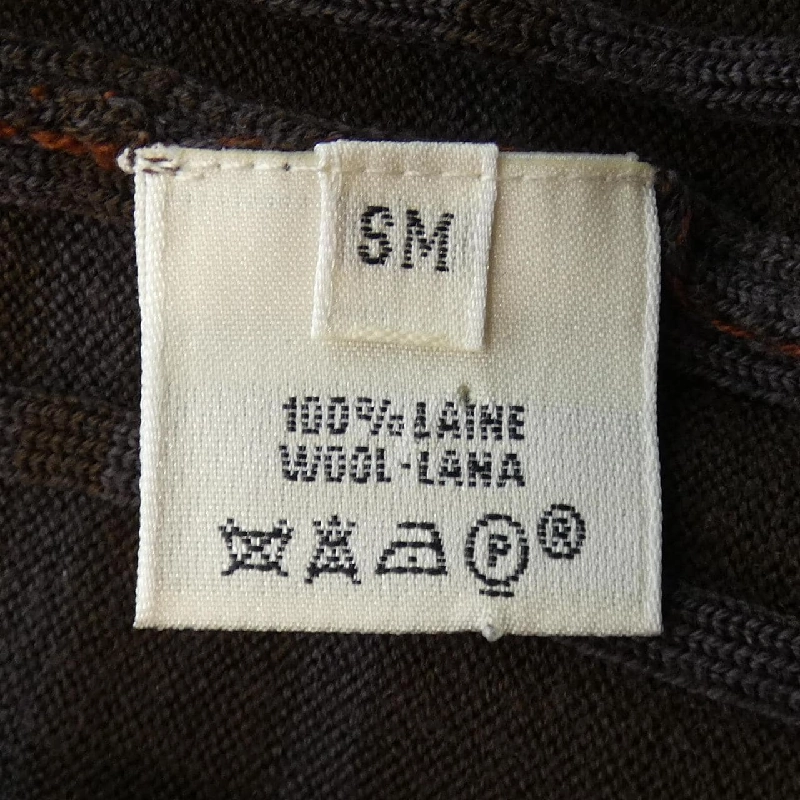 SM
100% LAINE
WOOL-LANA
P ®